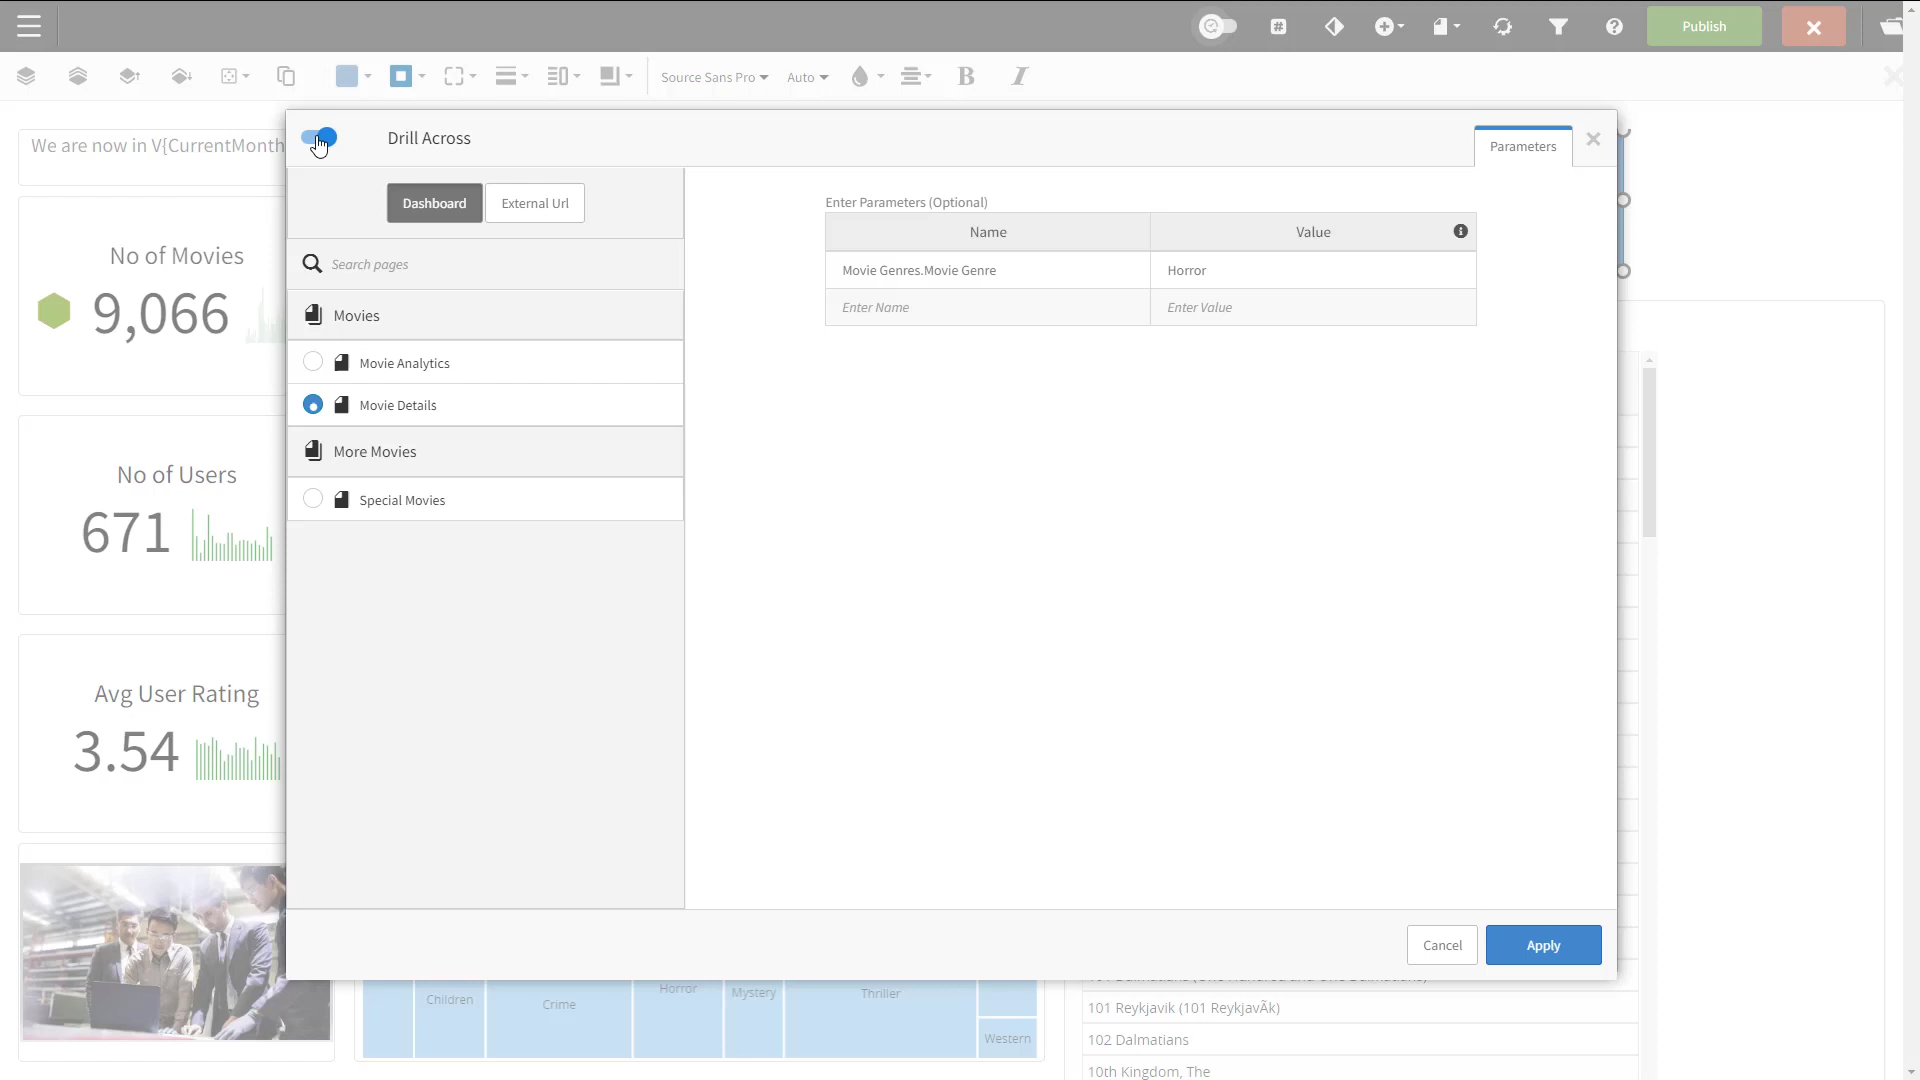 Publish
Source Sans Pro
Auto
B
I
We are now in V{CurrentMonth
Drill Across
Parameters
Dashboard
External Url
Search pages
Movies
Movie Analytics
Movie Details
More Movies
Special Movies
Enter Parameters (Optional)
Name
Value
Movie Genres.Movie Genre
Horror
Enter Name
Enter Value
Cancel
Apply
No of Movies
9,066
No of Users
671
Avg User Rating
3.54
Children
Crime
Horror
Mystery
Thriller
Western
101 Reykjavik (101 ReykjavÃk)
102 Dalmatians
10th Kingdom, The